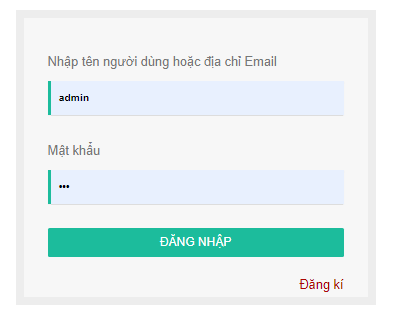 Nhập tên người dùng hoặc địa chỉ Email
admin
Mật khẩu
•••
ĐĂNG NHẬP
Đăng kí